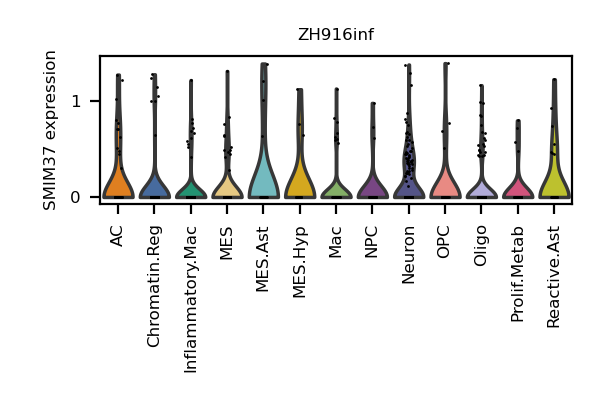 ZH916inf
SMIM37 expression
1
0
AC
Chromatin.Reg
Inflammatory.Mac
MES
MES.Ast
MES.Hyp
Mac
NPC
Neuron
OPC
Oligo
Prolif.Metab
Reactive.Ast